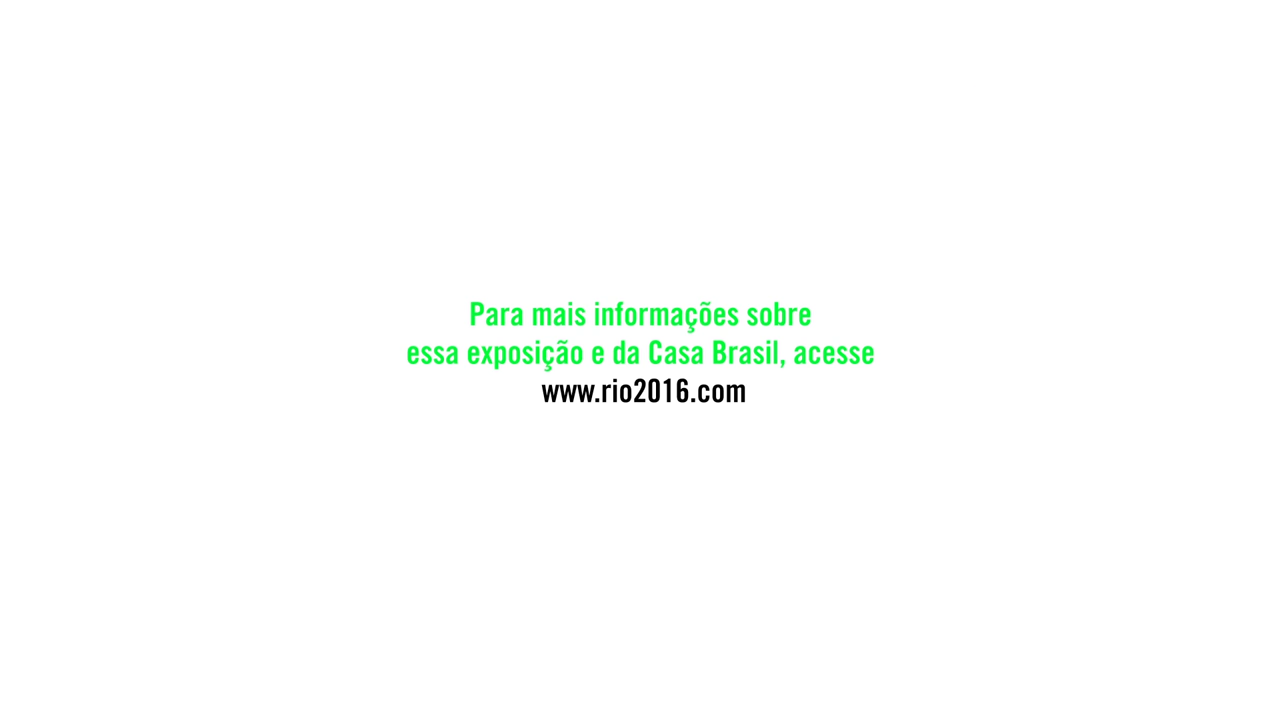 Para mais informações sobre
essa exposição e da Casa Brasil, acesse
www.rio2016.com